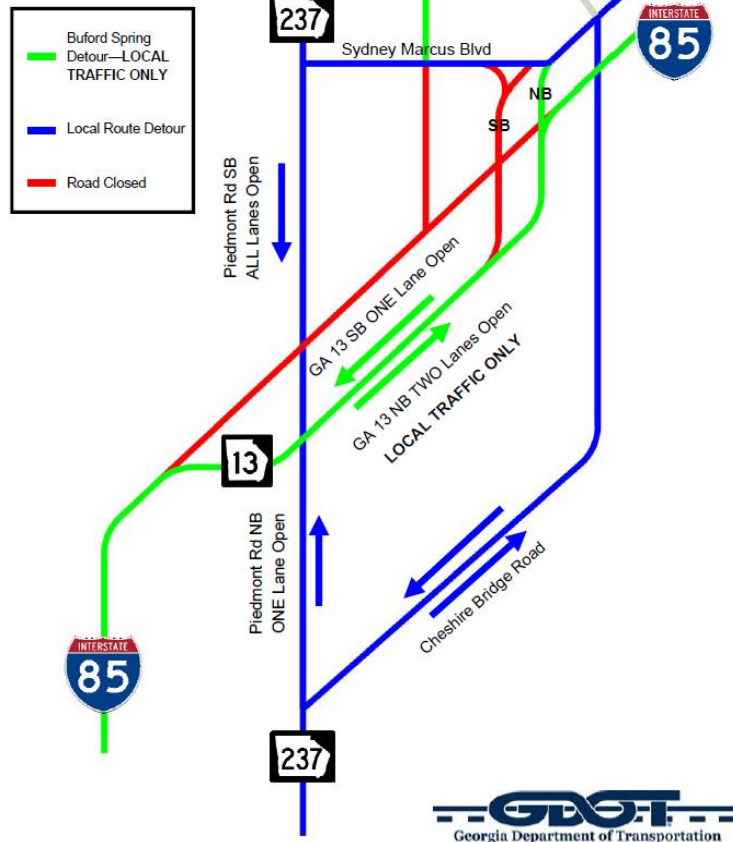 Buford Spring
Detour—LOCAL
TRAFFIC ONLY
Local Route Detour
Road Closed
237
Sydney Marcus Blvd
INTERSTATE
85
NB
SB
Piedmont Rd SB
ALL Lanes Open
GA 13 SB ONE Lane Open
GA 13 NB TWO Lanes Open
LOCAL TRAFFIC ONLY
13
Piedmont Rd NB
ONE Lane Open
Cheshire Bridge Road
INTERSTATE
85
237
GDOT
Georgia Department of Transportation